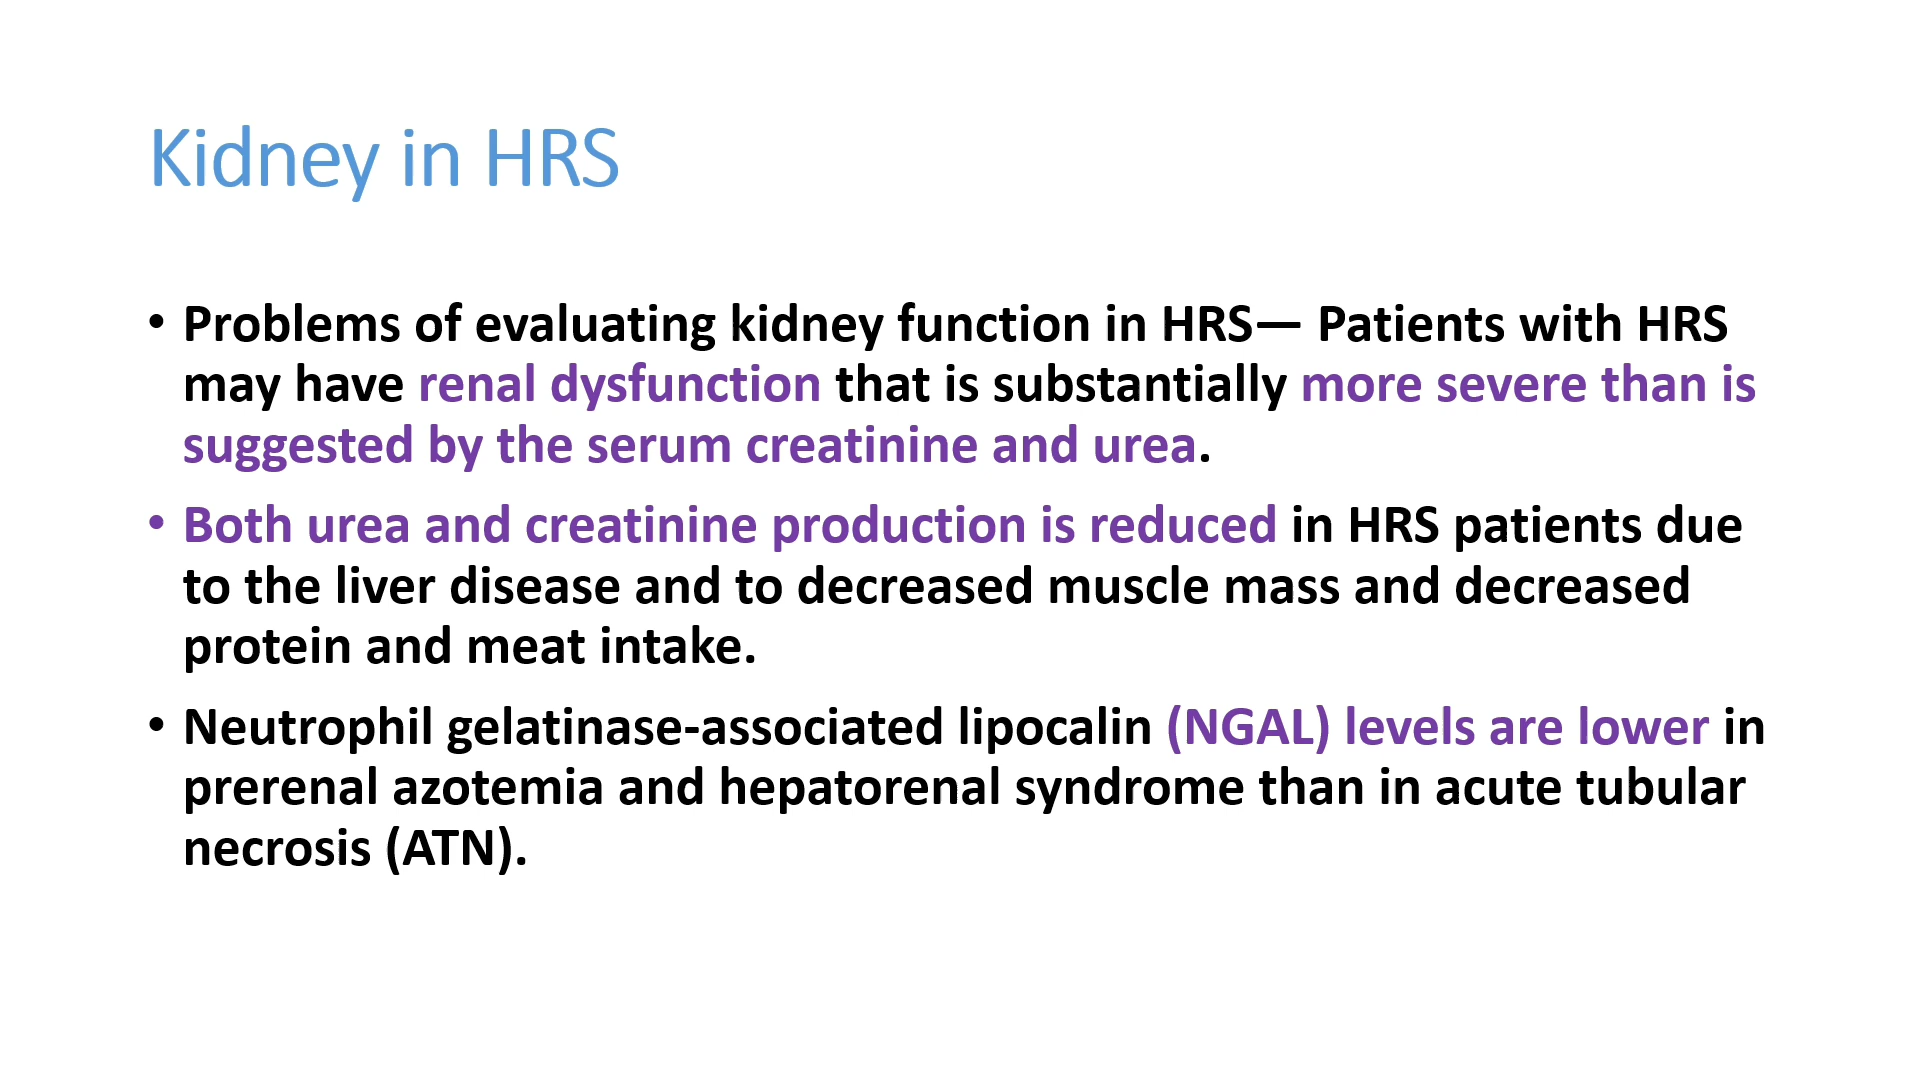 Kidney in HRS
• Problems of evaluating kidney function in HRS— Patients with HRS
may have renal dysfunction that is substantially more severe than is
suggested by the serum creatinine and urea.
• Both urea and creatinine production is reduced in HRS patients due
to the liver disease and to decreased muscle mass and decreased
protein and meat intake.
• Neutrophil gelatinase-associated lipocalin (NGAL) levels are lower in
prerenal azotemia and hepatorenal syndrome than in acute tubular
necrosis (ATN).